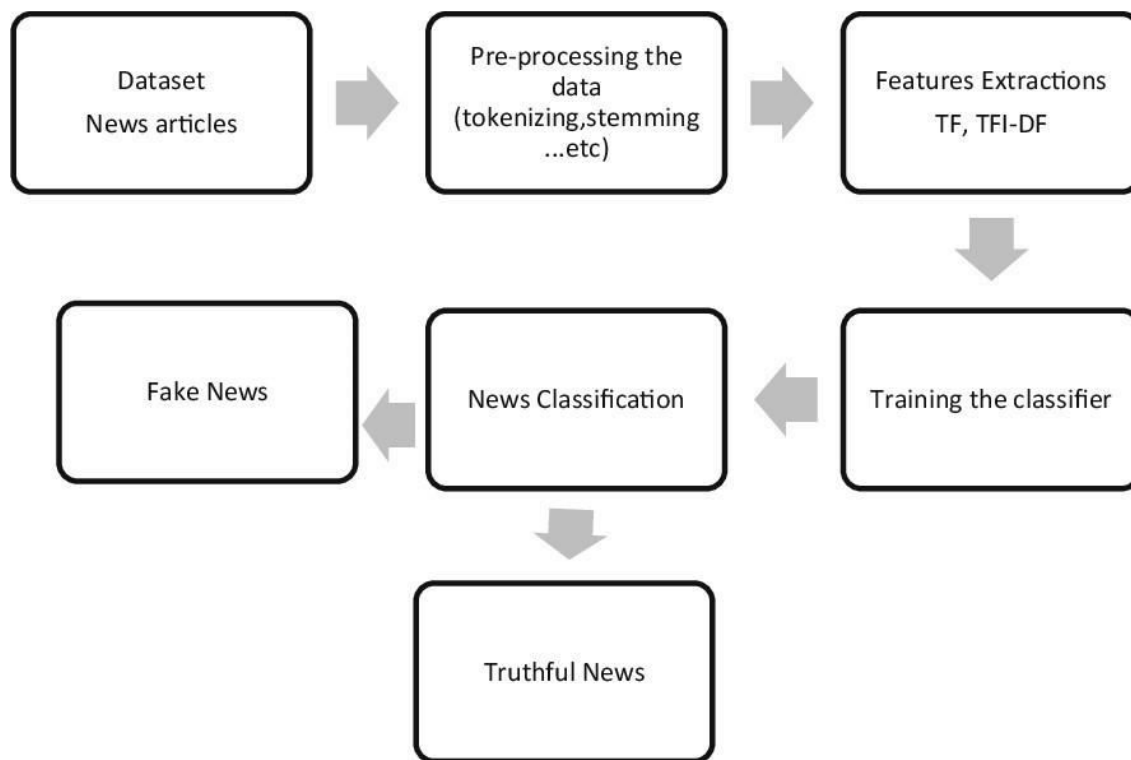 Dataset
News articles
Pre-processing the
data
(tokenizing,stemming
...etc)
Features Extractions
TF, TFI-DF
Fake News
News Classification
Training the classifier
Truthful News